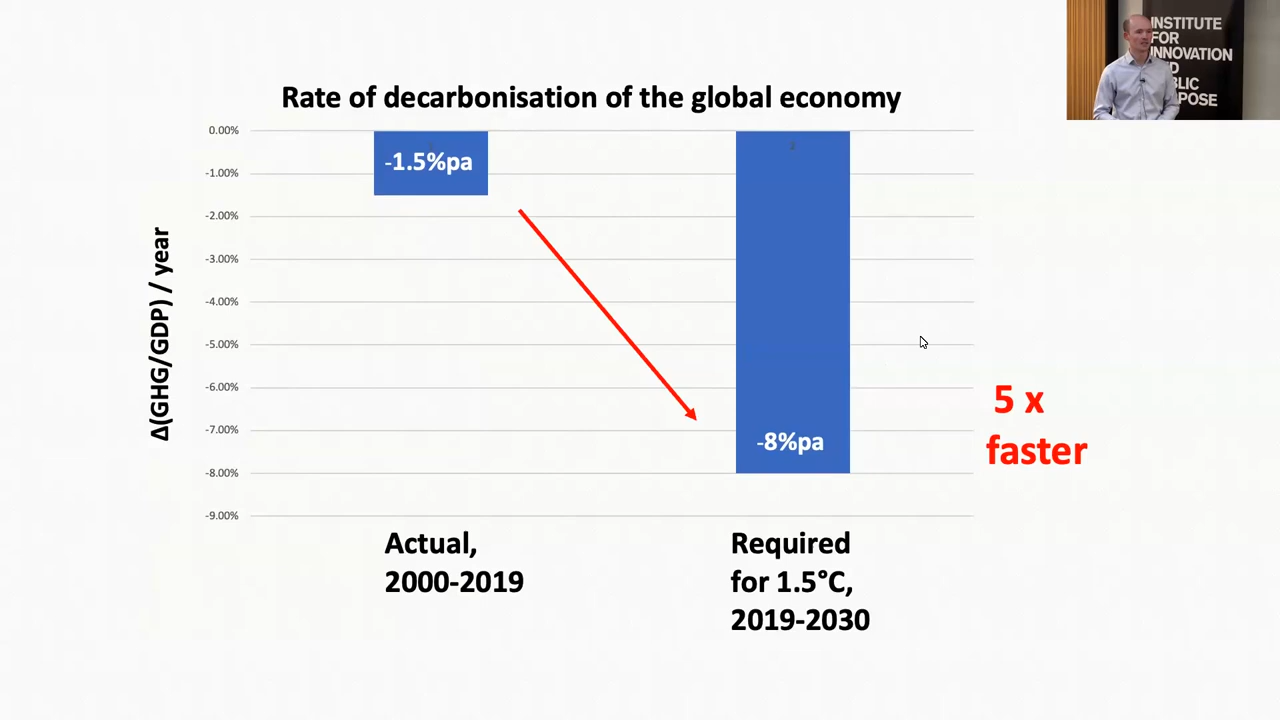 INSTITUTE
FOR
INNOVATION
Rate of decarbonisation of the global economy
0.00%
-1.00%
-2.00%
-3.00%
-4.00%
-5.00%
-6.00%
-7.00%
-8.00%
-9.00%
Δ(GHG/GDP) / year
-1.5%pa
-8%pa
5 x
faster
Actual,
2000-2019
Required
for 1.5°C,
2019-2030